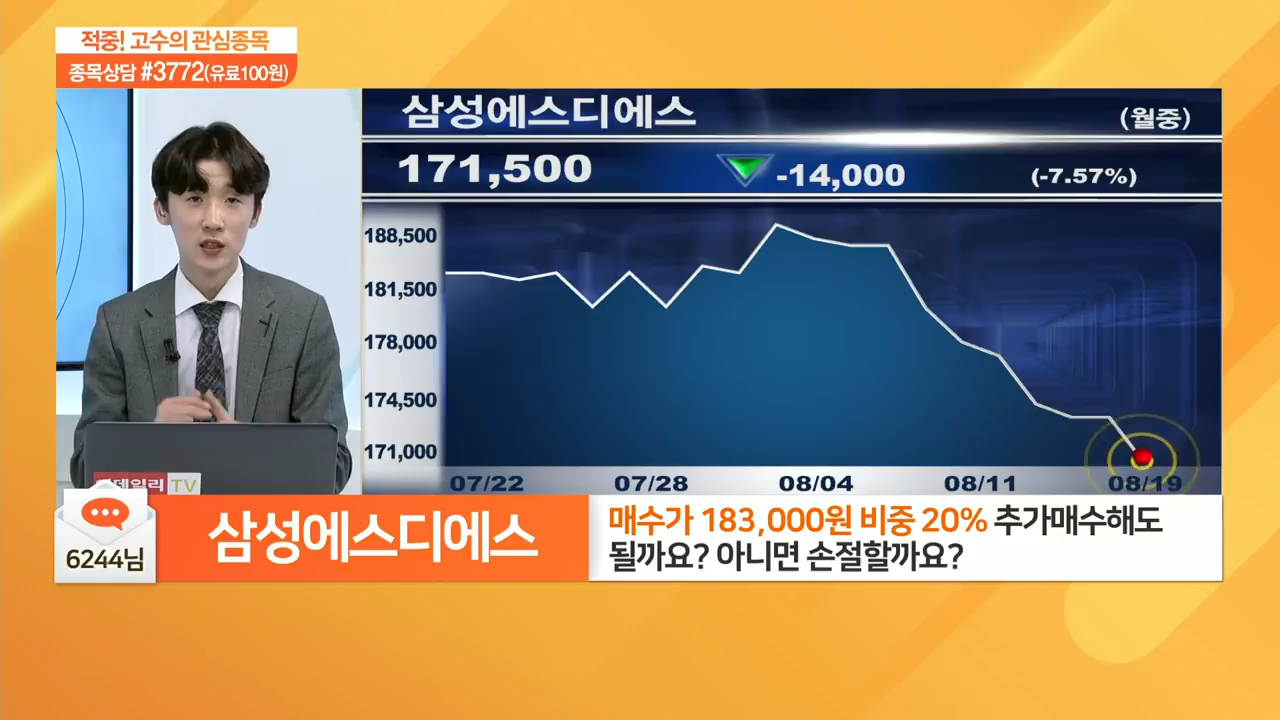 적중! 고수의 관심종목
종목상담 #3772(유료100원)
삼성에스디에스
(월중)
171,500
-14,000
(-7.57%)
188,500
181,500
178,000
174,500
171,000
07/22
07/28
08/04
08/11
08/19
데일리 TV
6244님
삼성에스디에스
매수가 183,000원 비중 20% 추가매수해도
될까요? 아니면 손절할까요?